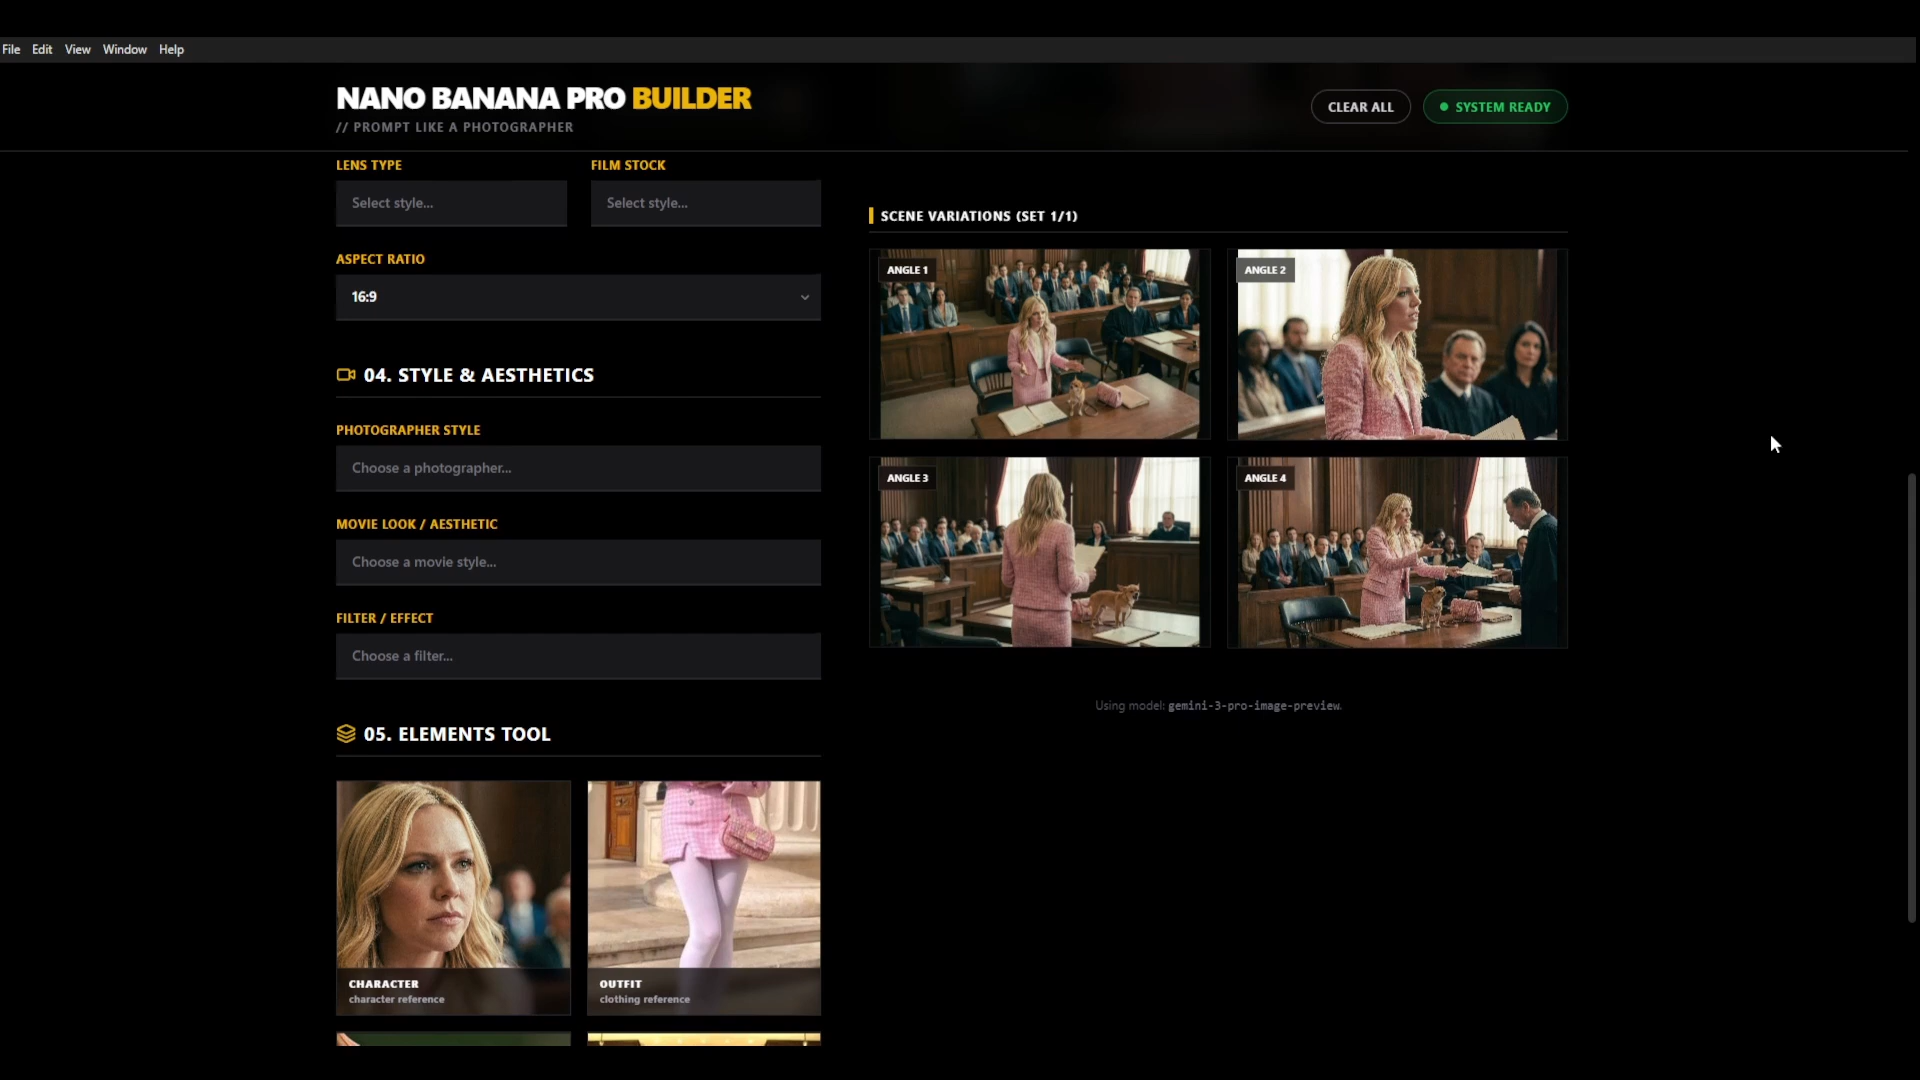 File Edit View Window Help
NANO BANANA PRO BUILDER
// PROMPT LIKE A PHOTOGRAPHER
CLEAR ALL
SYSTEM READY
LENS TYPE
Select style...
FILM STOCK
Select style...
ASPECT RATIO
16:9
04. STYLE & AESTHETICS
PHOTOGRAPHER STYLE
Choose a photographer...
MOVIE LOOK / AESTHETIC
Choose a movie style...
FILTER / EFFECT
Choose a filter...
05. ELEMENTS TOOL
CHARACTER
character reference
OUTFIT
clothing reference
SCENE VARIATIONS (SET 1/1)
ANGLE 1
ANGLE 2
ANGLE 3
ANGLE 4
Using model: gemini-3-pro-image-preview.